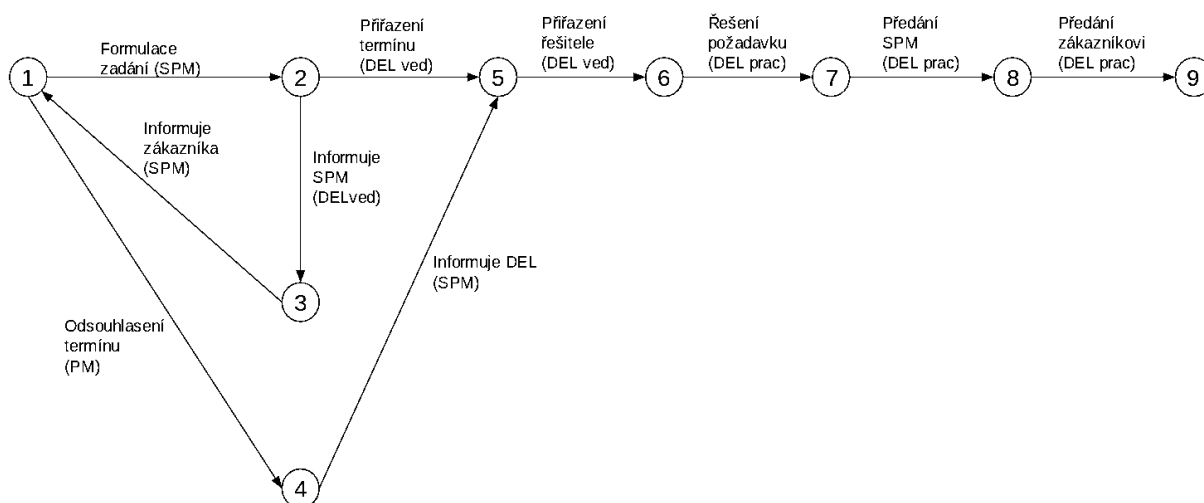 Formulace
zadání (SPM)
Přiřazení
termínu
(DEL ved)
Přiřazení
řešitele
(DEL ved)
Řešení
požadavku
(DEL prac)
Předání
SPM
(DEL prac)
Předání
zákazníkovi
(DEL prac)
1
2
5
6
7
8
9
Informuje
zákazníka
(SPM)
Informuje
SPM
(DELved)
Informuje DEL
(SPM)
3
Odsouhlasení
termínu
(PM)
4